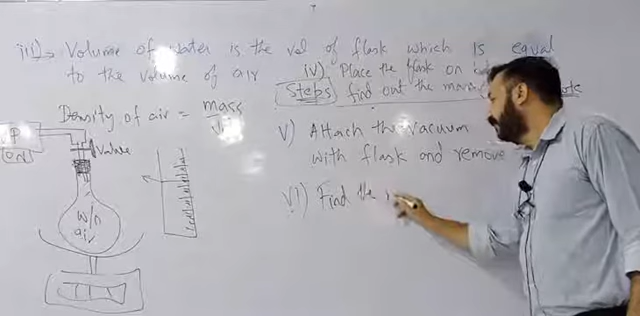 iii) Volume of water is the vol of flask which is equal
to the volume of air
iv) Place the flask on
Steps find out the
Density of air = mass
P
ON
Valve
w/n
air
v) Attach the vacuum
with flask and remove
vi) Find the